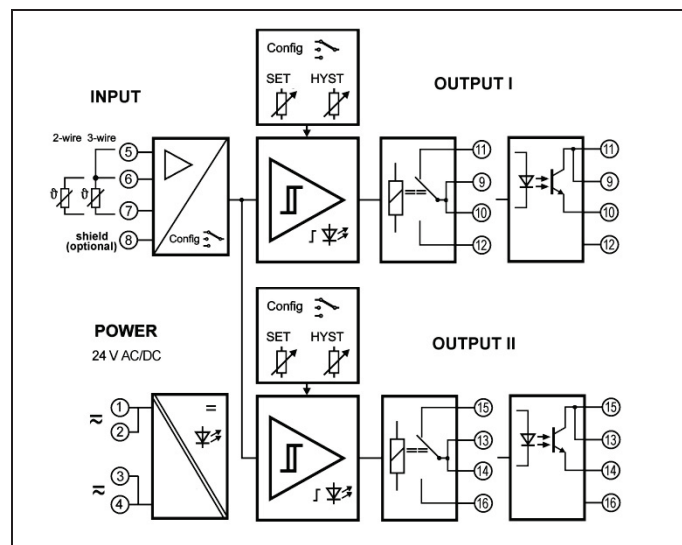 Config
SET HYST
INPUT
OUTPUT I
2-wire 3-wire
5
6
7
8
ϑ ϑ
shield
(optional)
Config
11
9
10
12
11
9
10
12
POWER
24 V AC/DC
Config
SET HYST
OUTPUT II
1
2
3
4
≂
≂
=
15
13
14
16
15
13
14
16